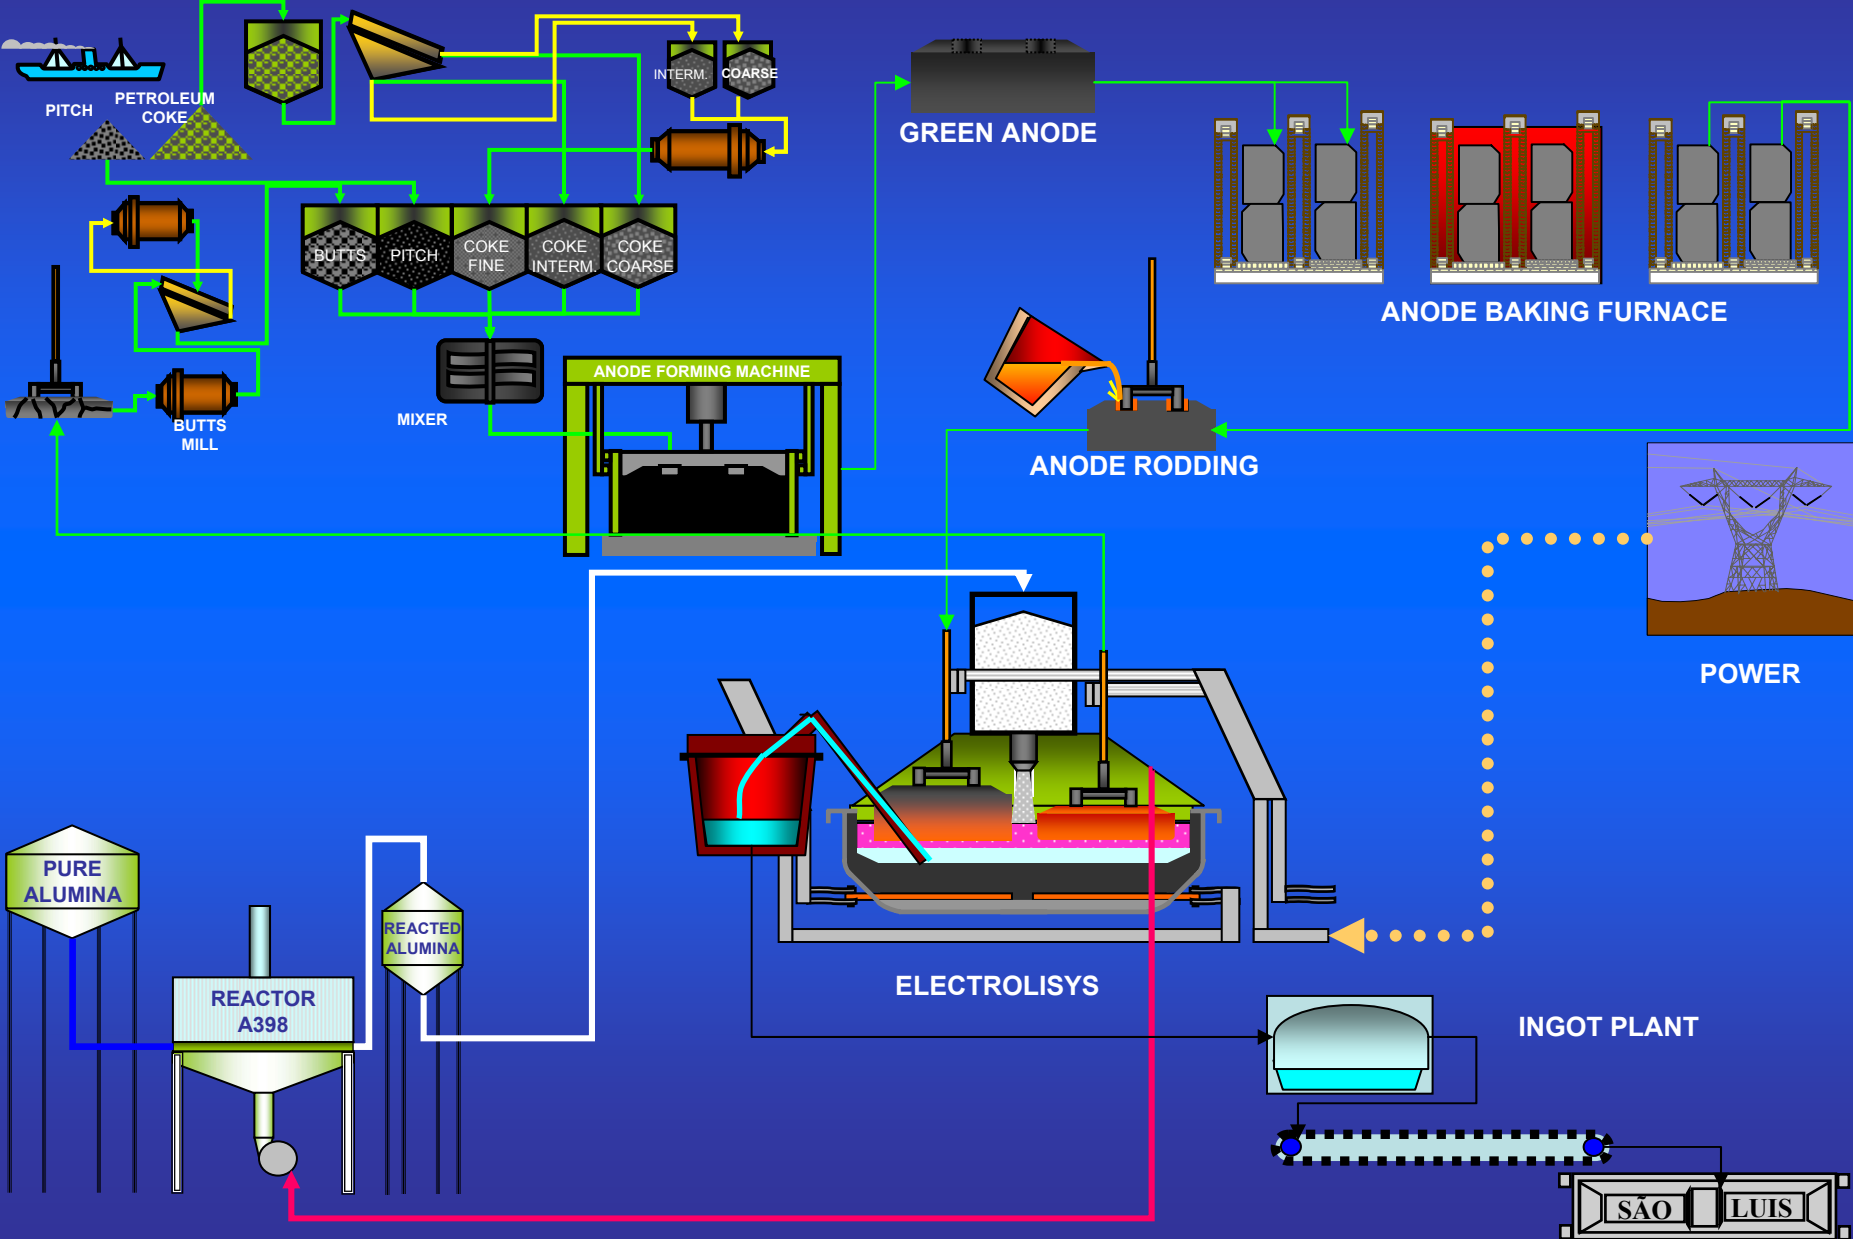 PITCH
PETROLEUM
COKE
INTERM.
COARSE
GREEN ANODE
BUTTS
PITCH
COKE
FINE
COKE
INTERM.
COKE
COARSE
ANODE BAKING FURNACE
ANODE FORMING MACHINE
MIXER
BUTTS
MILL
ANODE RODDING
POWER
PURE
ALUMINA
REACTED
ALUMINA
REACTOR
A398
ELECTROLISYS
INGOT PLANT
SÃO LUIS